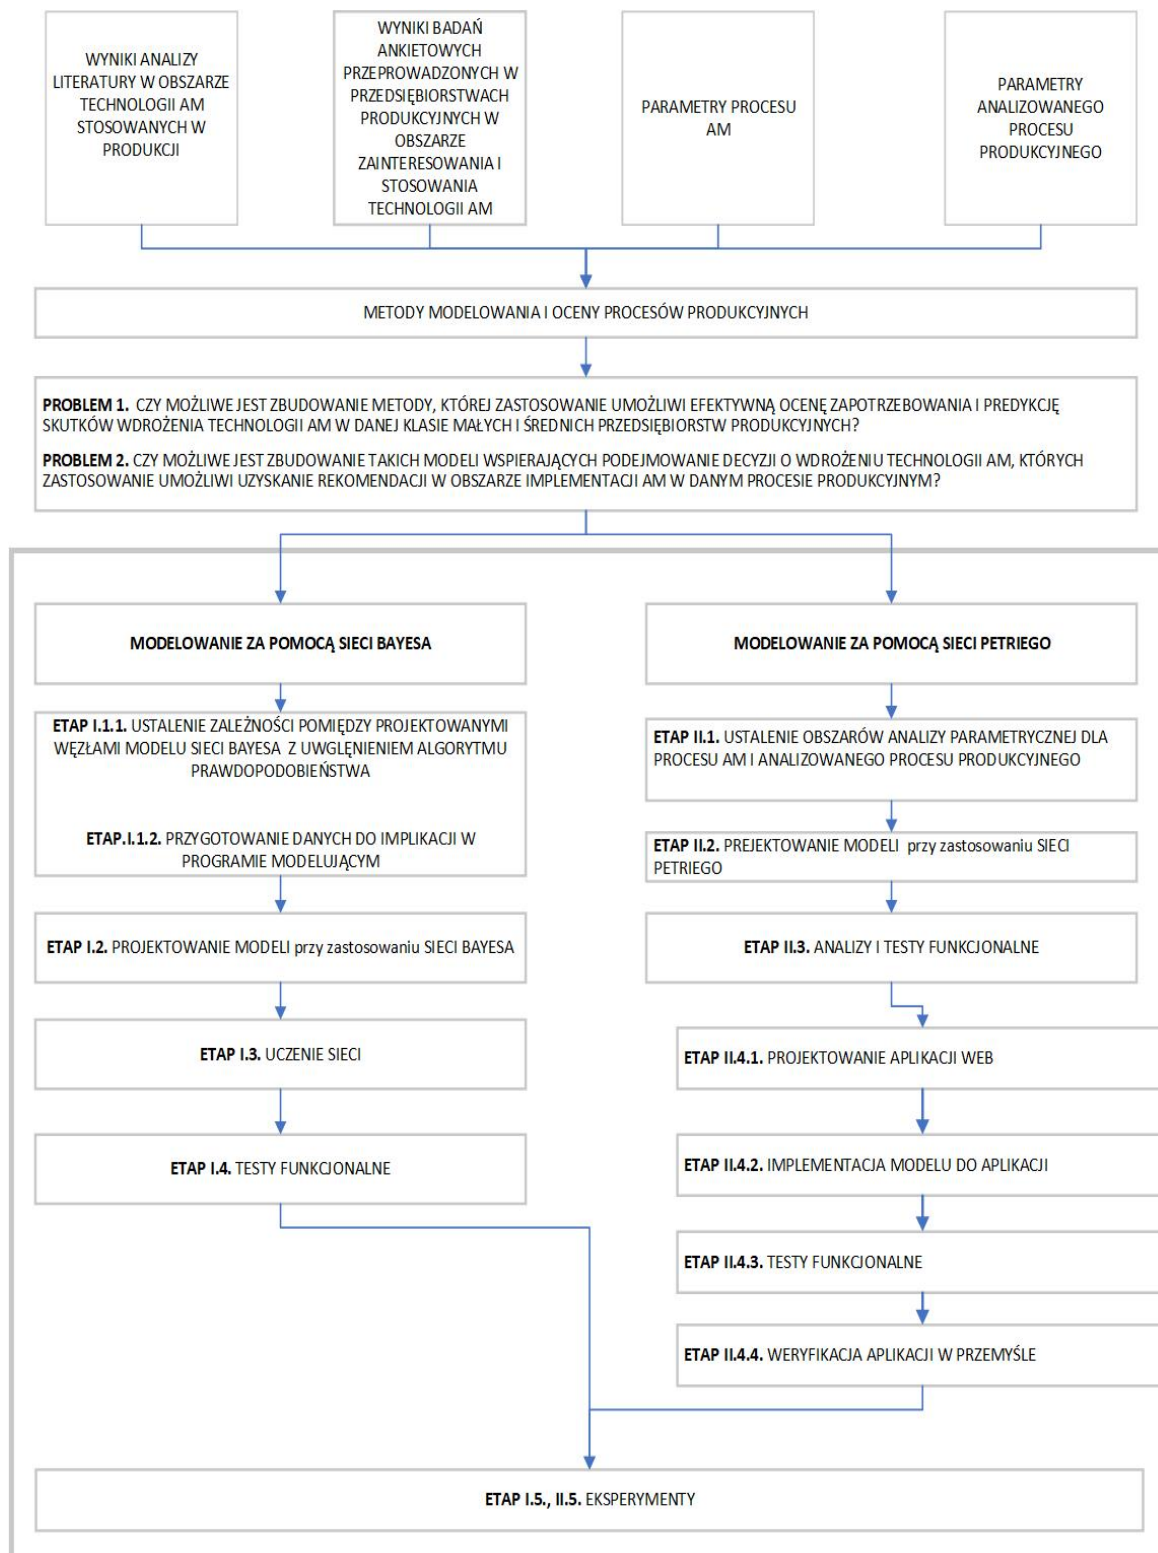 WYNIKI ANALIZY
LITERATURY W OBSZARZE
TECHNOLOGII AM
STOSOWANYCH W
PRODUKCJI
WYNIKI BADAŃ
ANKIETOWYCH
PRZEPROWADZONYCH W
PRZEDSIĘBIORSTWACH
PRODUKCYJNYCH W
OBSZARZE
ZAINTERESOWANIA I
STOSOWANIA
TECHNOLOGII AM
PARAMETRY PROCESU
AM
PARAMETRY
ANALIZOWANEGO
PROCESU
PRODUKCYJNEGO
METODY MODELOWANIA I OCENY PROCESÓW PRODUKCYJNYCH
PROBLEM 1. CZY MOŻLIWE JEST ZBUDOWANIE METODY, KTÓREJ ZASTOSOWANIE UMOŻLIWI EFEKTYWNĄ OCENĘ ZAPOTRZEBOWANIA I PREDYKCJĘ
SKUTKÓW WDROŻENIA TECHNOLOGII AM W DANEJ KLASIE MAŁYCH I ŚREDNICH PRZEDSIĘBIORSTW PRODUKCYJNYCH?
PROBLEM 2. CZY MOŻLIWE JEST ZBUDOWANIE TAKICH MODELI WSPIERAJĄCYCH PODEJMOWANIE DECYZJI O WDROŻENIU TECHNOLOGII AM, KTÓRYCH
ZASTOSOWANIE UMOŻLIWI UZYSKANIE REKOMENDACJI W OBSZARZE IMPLEMENTACJI AM W DANYM PROCESIE PRODUKCYJNYM?
MODELOWANIE ZA POMOCĄ SIECI BAYESA
ETAP I.1.1. USTALENIE ZALEŻNOŚCI POMIĘDZY PROJEKTOWANYMI
WĘZŁAMI MODELU SIECI BAYESA Z UWGLĘNIENIEM ALGORYTMU
PRAWDOPODOBIEŃSTWA
ETAP.I.1.2. PRZYGOTOWANIE DANYCH DO IMPLIKACJI W
PROGRAMIE MODELUJĄCYM
ETAP I.2. PROJEKTOWANIE MODELI przy zastosowaniu SIECI BAYESA
ETAP I.3. UCZENIE SIECI
ETAP I.4. TESTY FUNKCJONALNE
MODELOWANIE ZA POMOCĄ SIECI PETRIEGO
ETAP II.1. USTALENIE OBSZARÓW ANALIZY PARAMETRYCZNEJ DLA
PROCESU AM I ANALIZOWANEGO PROCESU PRODUKCYJNEGO
ETAP II.2. PREJEKTOWANIE MODELI przy zastosowaniu SIECI
PETRIEGO
ETAP II.3. ANALIZY I TESTY FUNKCJONALNE
ETAP II.4.1. PROJEKTOWANIE APLIKACJI WEB
ETAP II.4.2. IMPLEMENTACJA MODELU DO APLIKACJI
ETAP II.4.3. TESTY FUNKCJONALNE
ETAP II.4.4. WERYFIKACJA APLIKACJI W PRZEMYŚLE
ETAP I.5., II.5. EKSPERYMENTY